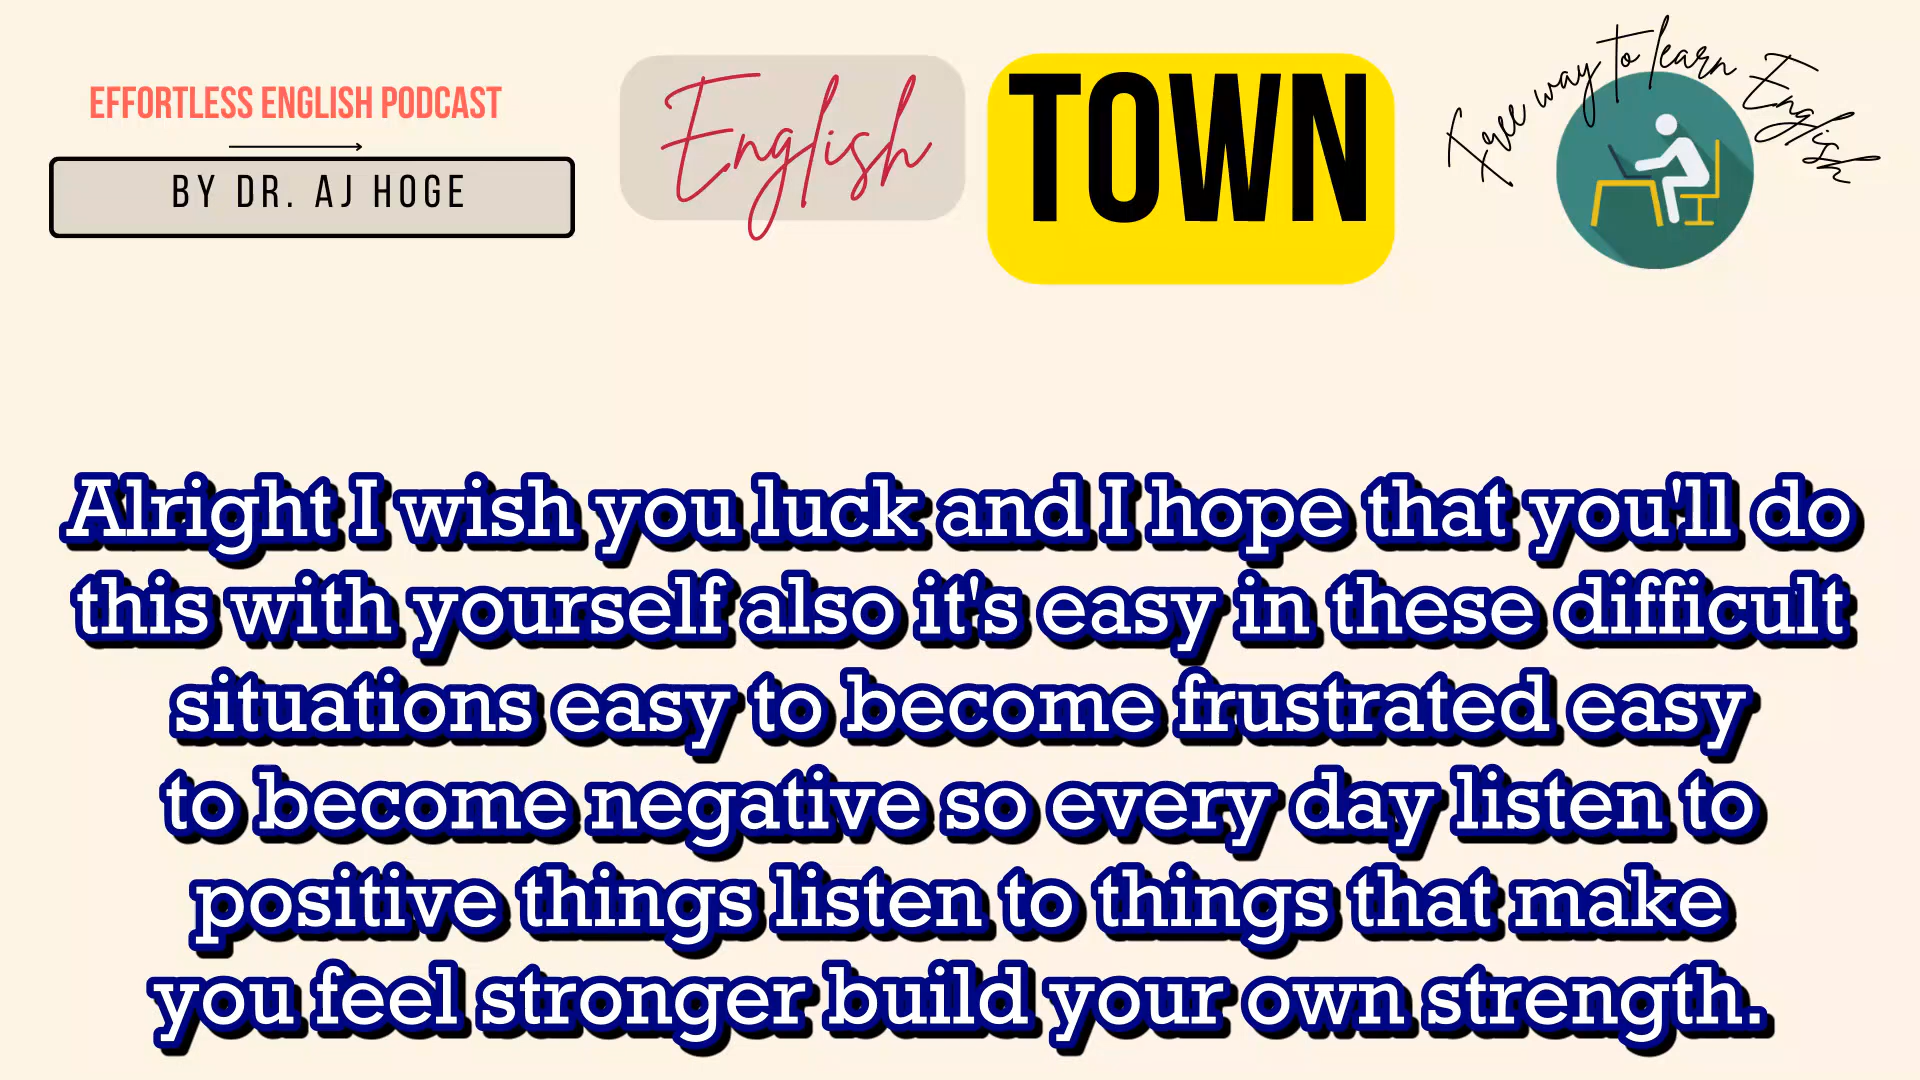 EFFORTLESS ENGLISH PODCAST
BY DR. AJ HOGE
English
TOWN
Free way to learn English
Alright I wish you luck and I hope that you'll do
this with yourself also it's easy in these difficult
situations easy to become frustrated easy
to become negative so every day listen to
positive things listen to things that make
you feel stronger build your own strength.